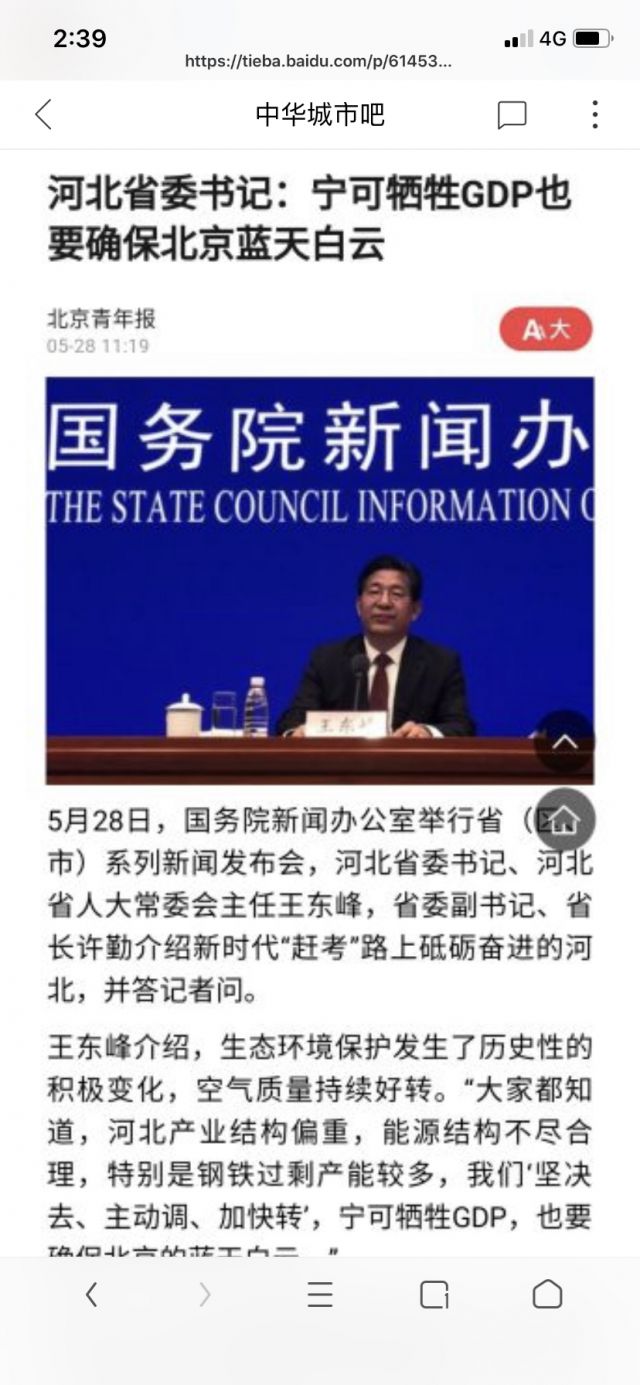 2:39
4G
https://tieba.baidu.com/p/61453...
中华城市吧
河北省委书记：宁可牺牲GDP也
要确保北京蓝天白云
北京青年报
05-28 11:19
A 大
国务院新闻办
THE STATE COUNCIL INFORMATION O
王东峰
5月28日，国务院新闻办公室举行省（区、
市）系列新闻发布会，河北省委书记、河北
省人大常委会主任王东峰，省委副书记、省
长许勤介绍新时代“赶考”路上砥砺奋进的河
北，并答记者问。
王东峰介绍，生态环境保护发生了历史性的
积极变化，空气质量持续好转。“大家都知
道，河北产业结构偏重，能源结构不尽合
理，特别是钢铁过剩产能较多，我们‘坚决
去、主动调、加快转’，宁可牺牲GDP，也要
确保北京的蓝天白云。”
1